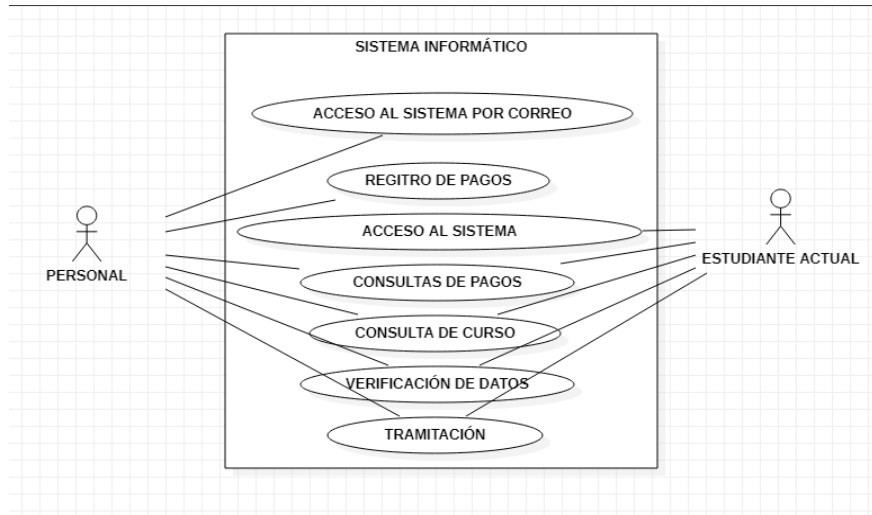 SISTEMA INFORMÁTICO
ACCESO AL SISTEMA POR CORREO
REGISTRO DE PAGOS
ACCESO AL SISTEMA
PERSONAL
ESTUDIANTE ACTUAL
CONSULTAS DE PAGOS
CONSULTA DE CURSO
VERIFICACIÓN DE DATOS
TRAMITACIÓN